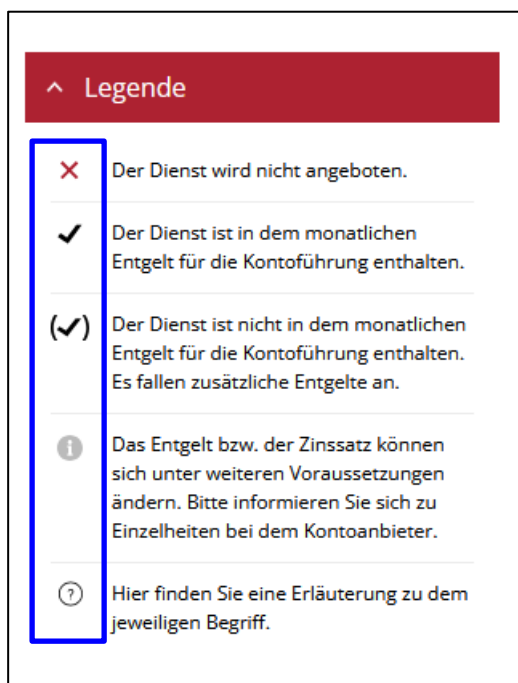 Legende
Der Dienst wird nicht angeboten.
Der Dienst ist in dem monatlichen
Entgelt für die Kontoführung enthalten.
(✔) Der Dienst ist nicht in dem monatlichen
Entgelt für die Kontoführung enthalten.
Es fallen zusätzliche Entgelte an.
i Das Entgelt bzw. der Zinssatz können
sich unter weiteren Voraussetzungen
ändern. Bitte informieren Sie sich zu
Einzelheiten bei dem Kontoanbieter.
? Hier finden Sie eine Erläuterung zu dem
jeweiligen Begriff.